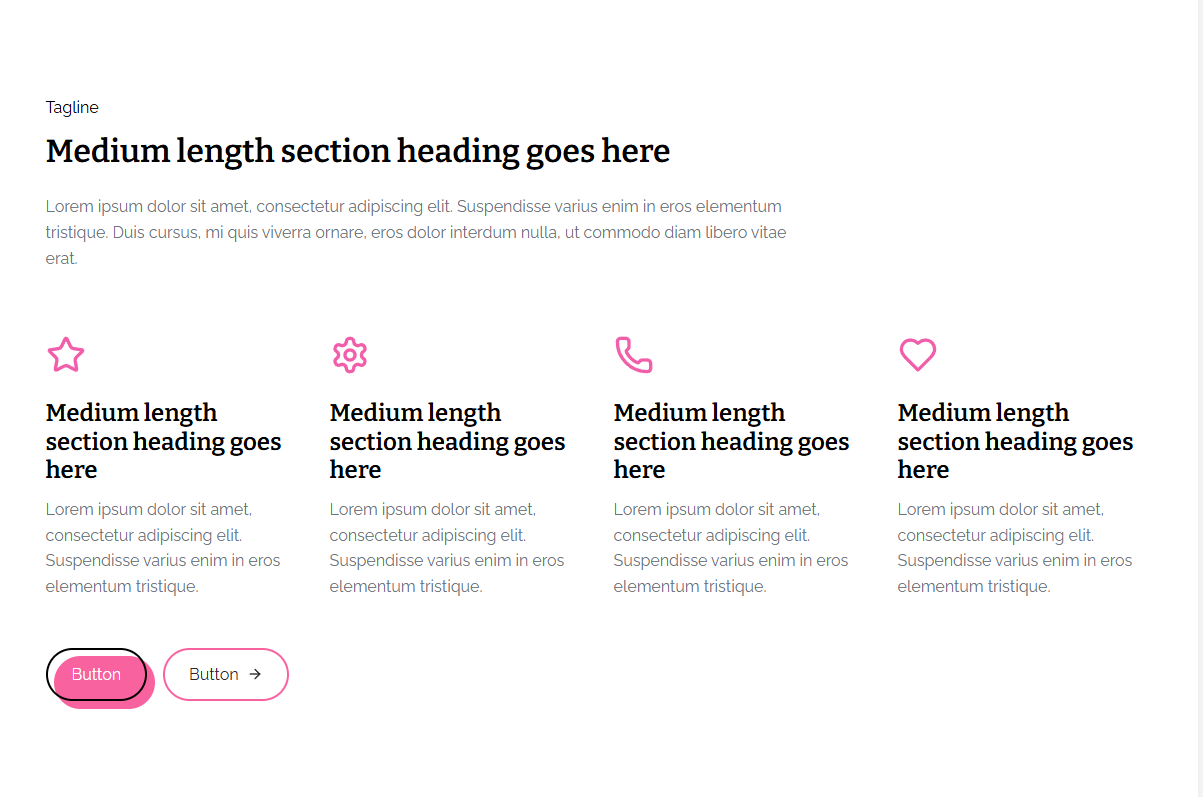 Tagline
Medium length section heading goes here
Lorem ipsum dolor sit amet, consectetur adipiscing elit. Suspendisse varius enim in eros elementum
tristique. Duis cursus, mi quis viverra ornare, eros dolor interdum nulla, ut commodo diam libero vitae
erat.
Medium length
section heading goes
here
Lorem ipsum dolor sit amet,
consectetur adipiscing elit.
Suspendisse varius enim in eros
elementum tristique.
Medium length
section heading goes
here
Lorem ipsum dolor sit amet,
consectetur adipiscing elit.
Suspendisse varius enim in eros
elementum tristique.
Medium length
section heading goes
here
Lorem ipsum dolor sit amet,
consectetur adipiscing elit.
Suspendisse varius enim in eros
elementum tristique.
Medium length
section heading goes
here
Lorem ipsum dolor sit amet,
consectetur adipiscing elit.
Suspendisse varius enim in eros
elementum tristique.
Button
Button →